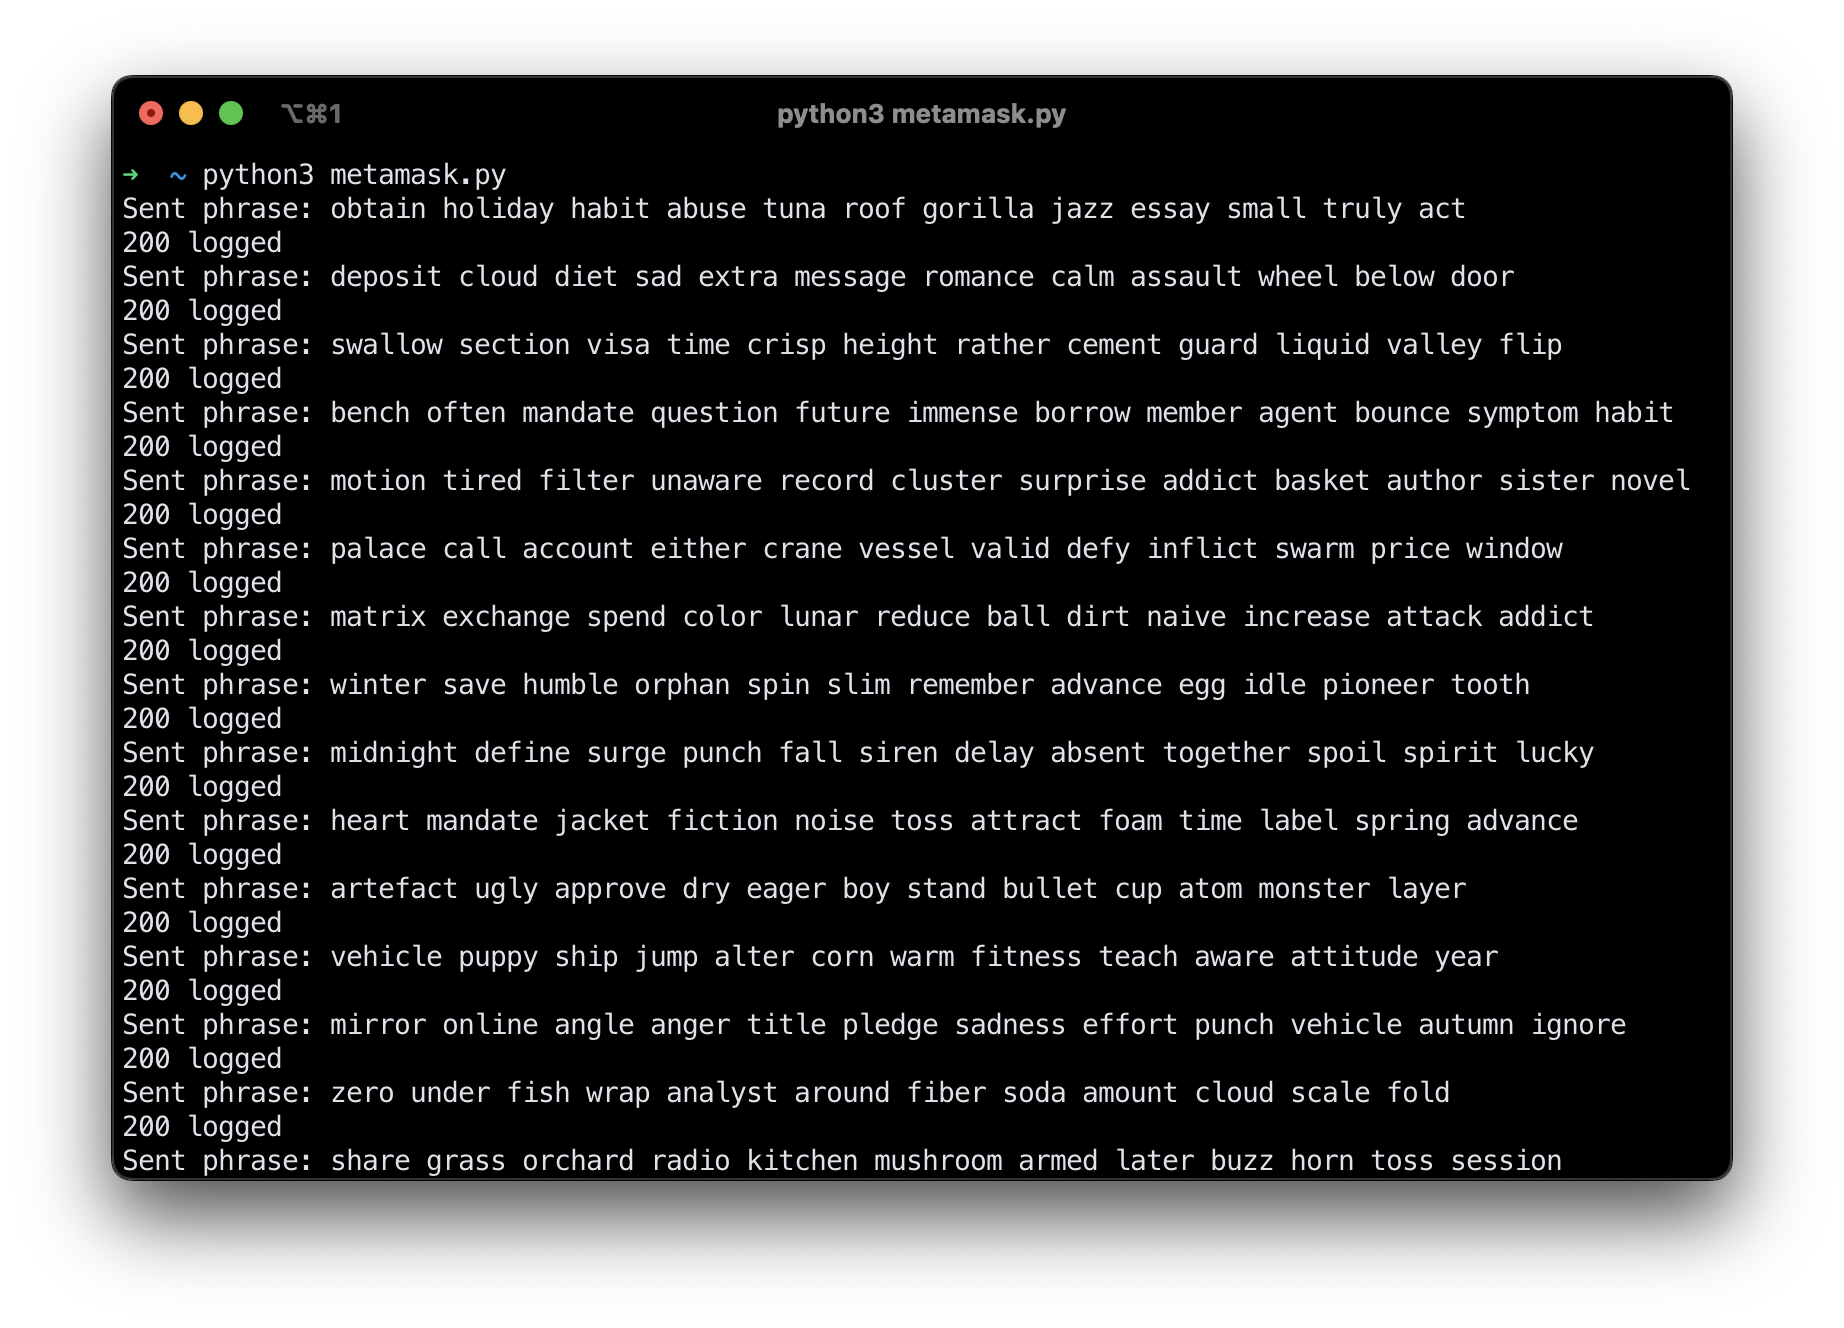 ⌥⌘1
python3 metamask.py
➜ ~ python3 metamask.py
Sent phrase: obtain holiday habit abuse tuna roof gorilla jazz essay small truly act
200 logged
Sent phrase: deposit cloud diet sad extra message romance calm assault wheel below door
200 logged
Sent phrase: swallow section visa time crisp height rather cement guard liquid valley flip
200 logged
Sent phrase: bench often mandate question future immense borrow member agent bounce symptom habit
200 logged
Sent phrase: motion tired filter unaware record cluster surprise addict basket author sister novel
200 logged
Sent phrase: palace call account either crane vessel valid defy inflict swarm price window
200 logged
Sent phrase: matrix exchange spend color lunar reduce ball dirt naive increase attack addict
200 logged
Sent phrase: winter save humble orphan spin slim remember advance egg idle pioneer tooth
200 logged
Sent phrase: midnight define surge punch fall siren delay absent together spoil spirit lucky
200 logged
Sent phrase: heart mandate jacket fiction noise toss attract foam time label spring advance
200 logged
Sent phrase: artefact ugly approve dry eager boy stand bullet cup atom monster layer
200 logged
Sent phrase: vehicle puppy ship jump alter corn warm fitness teach aware attitude year
200 logged
Sent phrase: mirror online angle anger title pledge sadness effort punch vehicle autumn ignore
200 logged
Sent phrase: zero under fish wrap analyst around fiber soda amount cloud scale fold
200 logged
Sent phrase: share grass orchard radio kitchen mushroom armed later buzz horn toss session